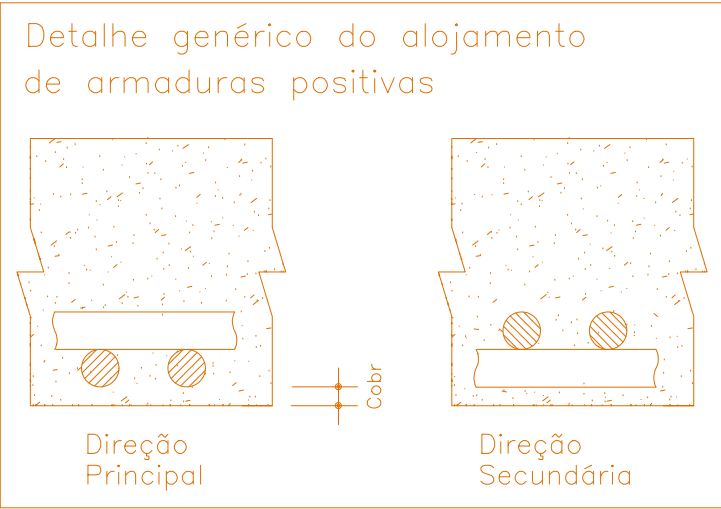 Detalhe genérico do alojamento
de armaduras positivas
Cobr
Direção
Principal
Direção
Secundária